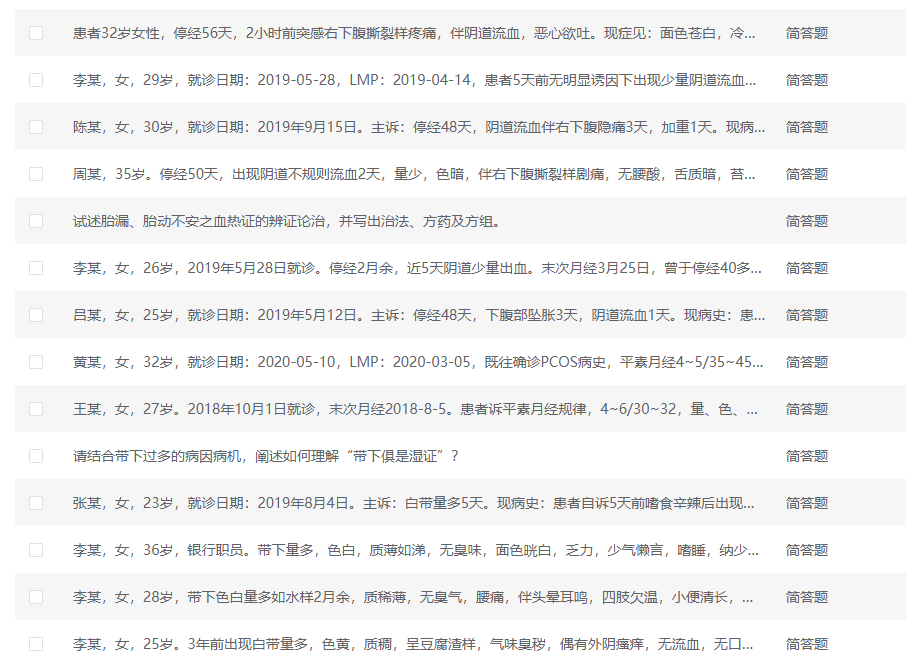 患者32岁女性，停经56天，2小时前突感右下腹撕裂样疼痛，伴阴道流血，恶心欲吐。现症见：面色苍白，冷... 简答题
李某，女，29岁，就诊日期：2019-05-28，LMP：2019-04-14，患者5天前无明显诱因下出现少量阴道流血... 简答题
陈某，女，30岁，就诊日期：2019年9月15日。主诉：停经48天，阴道流血伴右下腹隐痛3天，加重1天。现病... 简答题
周某，35岁。停经50天，出现阴道不规则流血2天，量少，色暗，伴右下腹撕裂样剧痛，无腰酸，舌质暗，苔... 简答题
试述胎漏、胎动不安之血热证的辨证论治，并写出治法、方药及方组。 简答题
李某，女，26岁，2019年5月28日就诊。停经2月余，近5天阴道少量出血。末次月经3月25日，曾于停经40多... 简答题
吕某，女，25岁，就诊日期：2019年5月12日。主诉：停经48天，下腹部坠胀3天，阴道流血1天。现病史：患... 简答题
黄某，女，32岁，就诊日期：2020-05-10，LMP：2020-03-05，既往确诊PCOS病史，平素月经4~5/35~45... 简答题
王某，女，27岁。2018年10月1日就诊，末次月经2018-8-5。患者诉平素月经规律，4~6/30~32，量、色、... 简答题
请结合带下过多的病因病机，阐述如何理解“带下俱是湿证”？ 简答题
张某，女，23岁，就诊日期：2019年8月4日。主诉：白带量多5天。现病史：患者自诉5天前嗜食辛辣后出现... 简答题
李某，女，36岁，银行职员。带下量多，色白，质薄如涕，无臭味，面色晄白，乏力，少气懒言，嗜睡，纳少... 简答题
李某，女，28岁，带下色白量多如水样2月余，质稀薄，无臭气，腰痛，伴头晕耳鸣，四肢欠温，小便清长，... 简答题
李某，女，25岁。3年前出现白带量多，色黄，质稠，呈豆腐渣样，气味臭秽，偶有外阴瘙痒，无流血，无口... 简答题